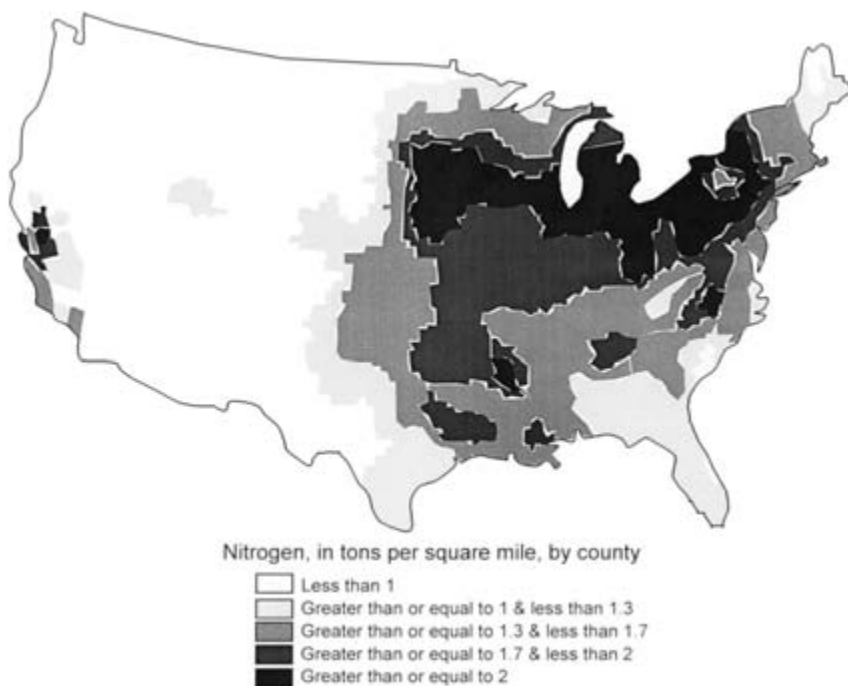 Nitrogen, in tons per square mile, by county
Less than 1
Greater than or equal to 1 & less than 1.3
Greater than or equal to 1.3 & less than 1.7
Greater than or equal to 1.7 & less than 2
Greater than or equal to 2